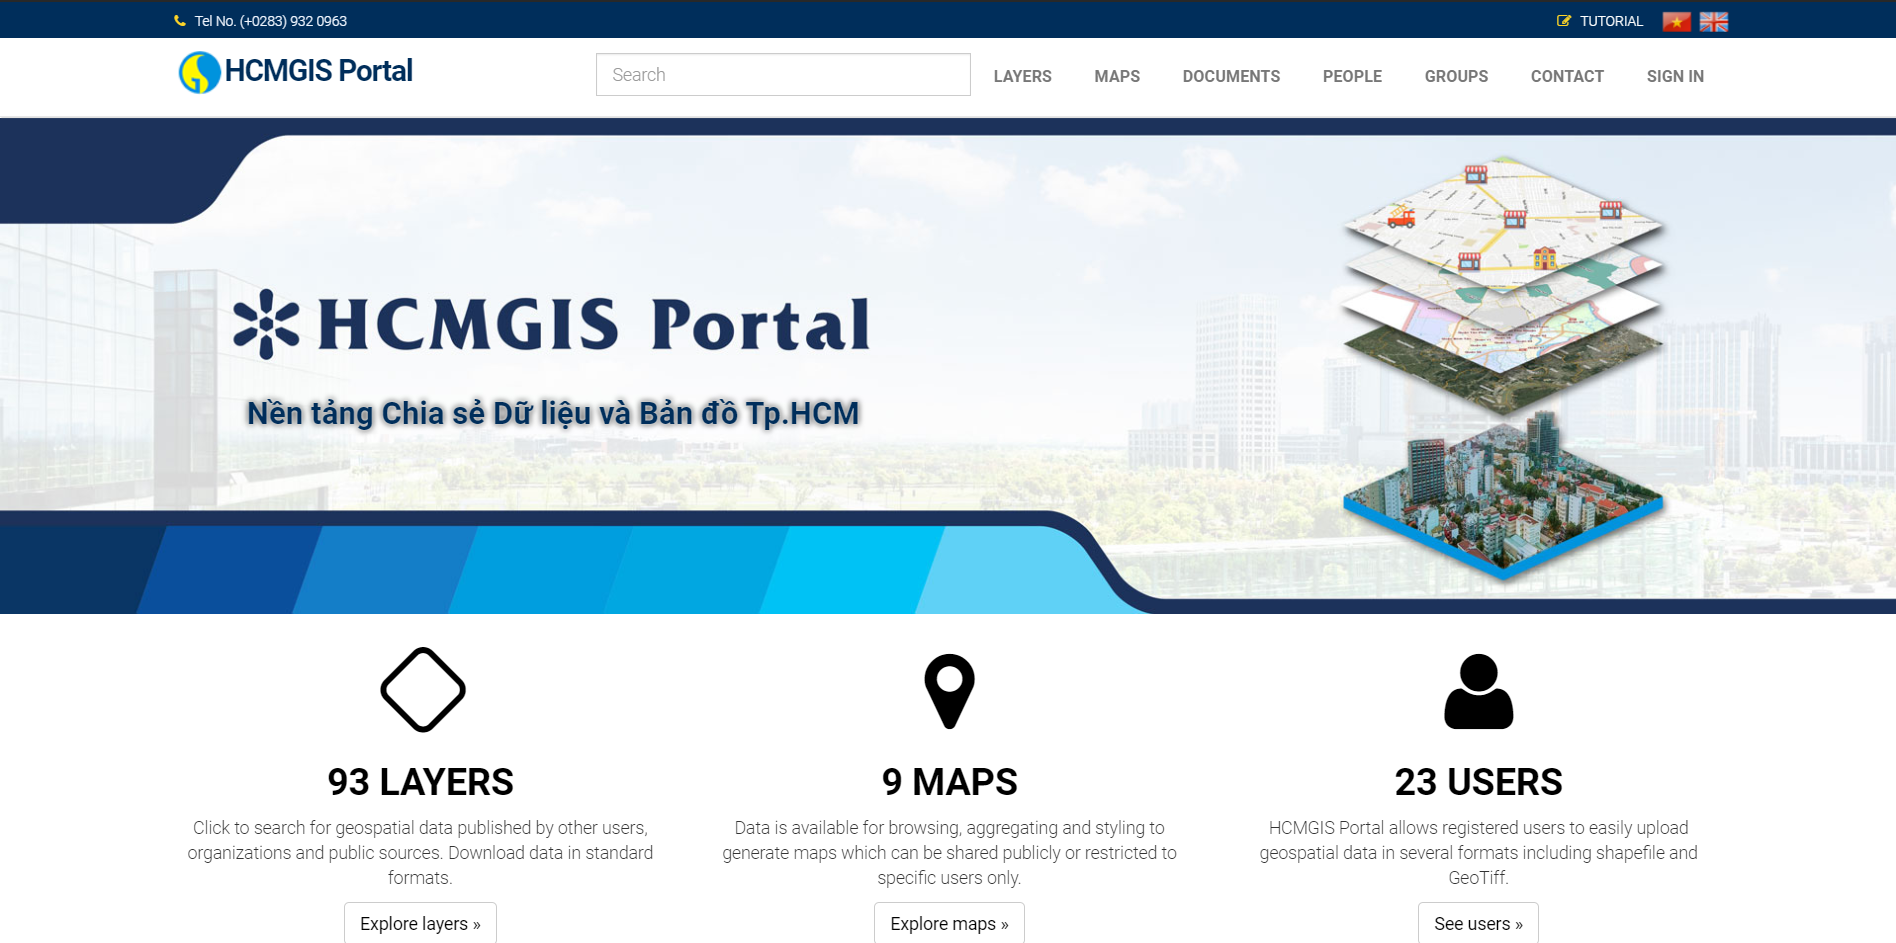 Tel No. (+0283) 932 0963
TUTORIAL
HCMGIS Portal
Search
LAYERS
MAPS
DOCUMENTS
PEOPLE
GROUPS
CONTACT
SIGN IN
HCMGIS Portal
Nền tảng Chia sẻ Dữ liệu và Bản đồ Tp.HCM
93 LAYERS
Click to search for geospatial data published by other users,
organizations and public sources. Download data in standard
formats.
Explore layers »
9 MAPS
Data is available for browsing, aggregating and styling to
generate maps which can be shared publicly or restricted to
specific users only.
Explore maps »
23 USERS
HCMGIS Portal allows registered users to easily upload
geospatial data in several formats including shapefile and
GeoTiff.
See users »